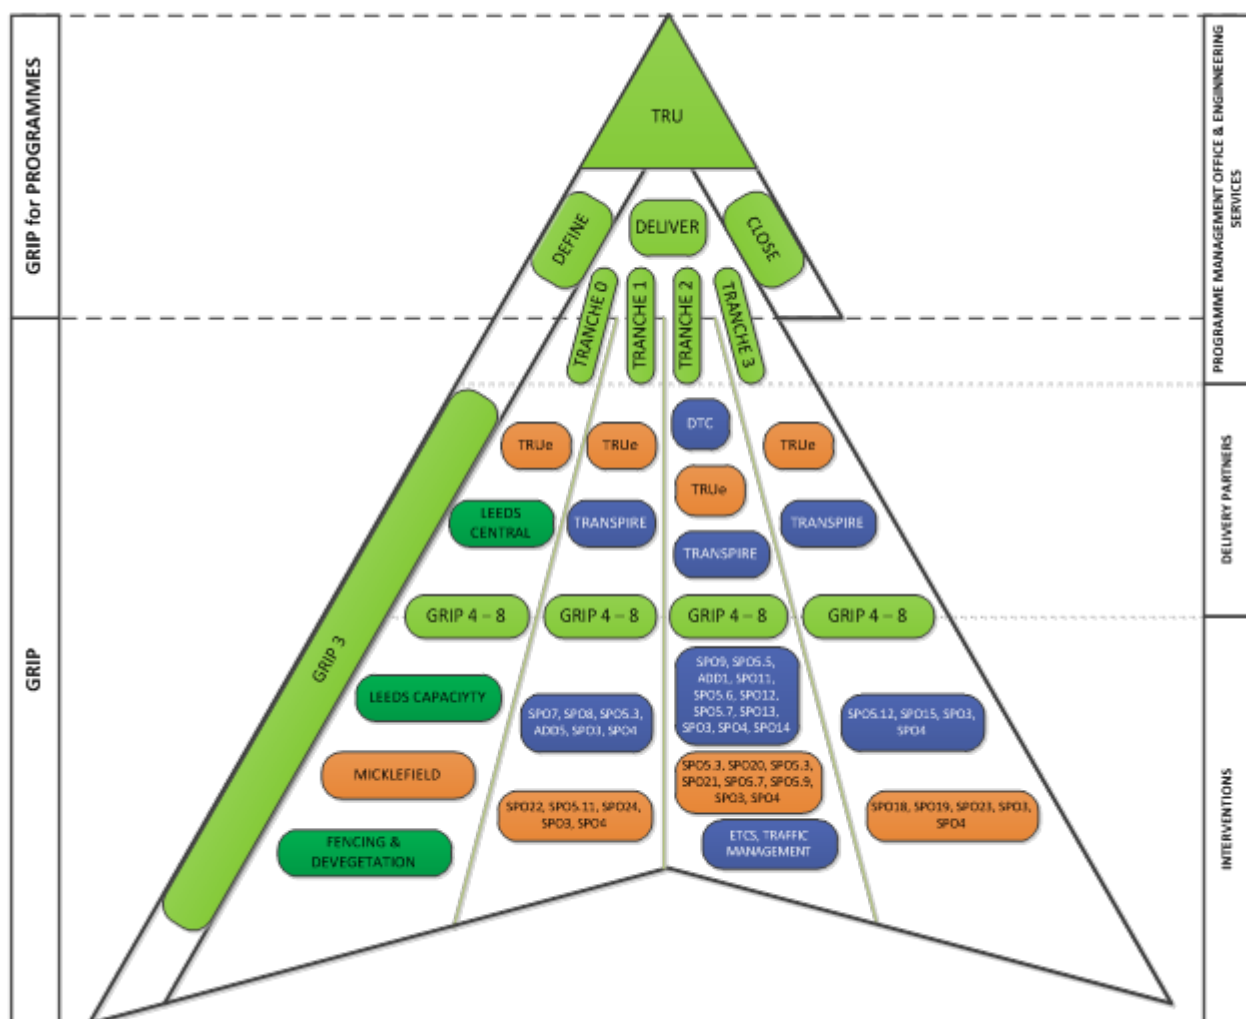 GRIP for PROGRAMMES
GRIP
TRU
DEFINE
DELIVER
CLOSE
TRANCHE 0
TRANCHE 1
TRANCHE 2
TRANCHE 3
GRIP 3
TRUe
LEEDS
CENTRAL
GRIP 4 – 8
LEEDS CAPACIYTY
MICKLEFIELD
FENCING &
DEVEGETATION
TRUe
TRANSPIRE
GRIP 4 – 8
SPO7, SPO8, SPO5.3,
ADD5, SPO3, SPO4
SPO22, SPO5.11, SPO24,
SPO3, SPO4
DTC
TRUe
TRANSPIRE
GRIP 4 – 8
SPO9, SPO5.5,
ADD1, SPO11,
SPO5.6, SPO12,
SPO5.7, SPO13,
SPO3, SPO4, SPO14
SPO5.3, SPO20, SPO5.3,
SPO21, SPO5.7, SPO5.9,
SPO3, SPO4
ETCS, TRAFFIC
MANAGEMENT
TRUe
TRANSPIRE
GRIP 4 – 8
SPO5.12, SPO15, SPO3,
SPO4
SPO18, SPO19, SPO23, SPO3,
SPO4
PROGRAMME MANAGEMENT OFFICE & ENGINEERING
SERVICES
DELIVERY PARTNERS
INTERVENTIONS